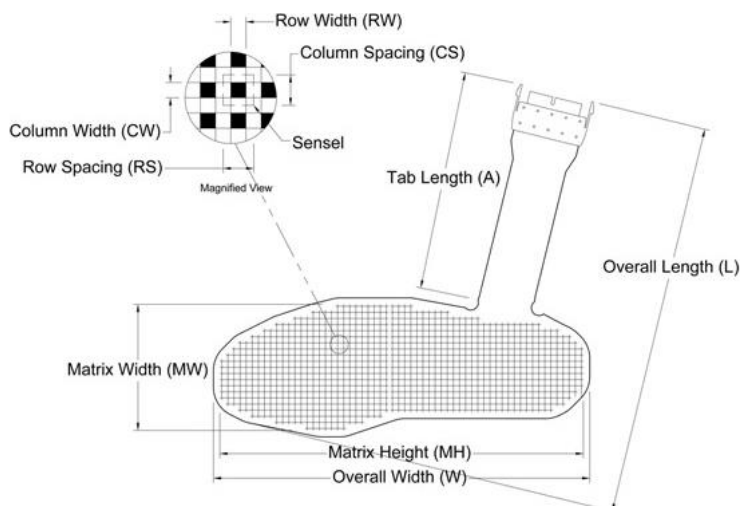 Row Width (RW)
Column Spacing (CS)
Column Width (CW)
Sensel
Row Spacing (RS)
Magnified View
Tab Length (A)
Overall Length (L)
Matrix Width (MW)
Matrix Height (MH)
Overall Width (W)